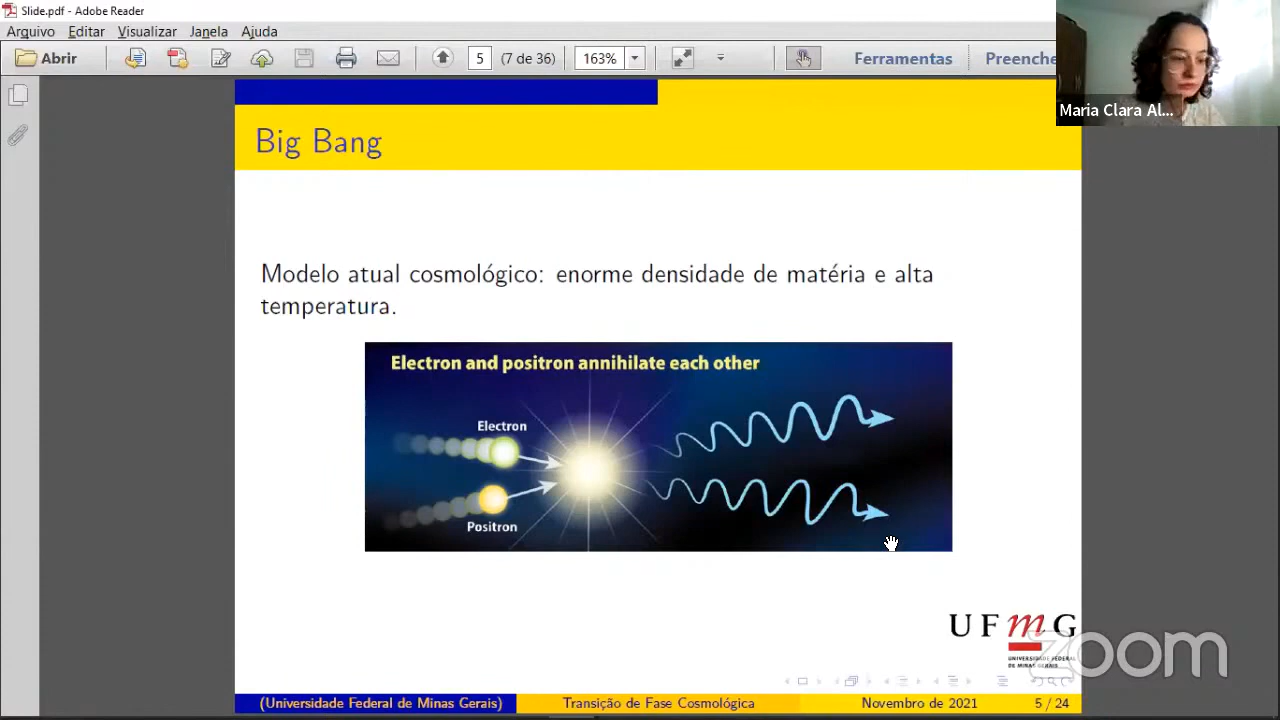 Slide.pdf - Adobe Reader
Arquivo Editar Visualizar Janela Ajuda
Abrir
5 (7 de 36)
163%
Ferramentas
Preenche
Maria Clara Al...
Big Bang
Modelo atual cosmológico: enorme densidade de matéria e alta
temperatura.
Electron and positron annihilate each other
Electron
Positron
UFmG
UNIVERSIDADE FEDERAL
DE MINAS GERAIS
zoom
(Universidade Federal de Minas Gerais)
Transição de Fase Cosmológica
Novembro de 2021
5 / 24